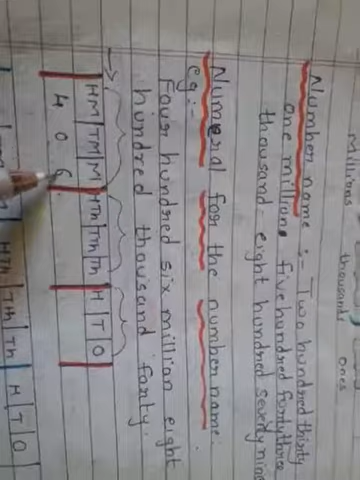 Millions thousands ones
Number name :- Two hundred thirty
one million, five hundred forty three
thousand eight hundred seventy nine
Numeral for the number name:
eg:-
Four hundred six million eight
hundred thousand forty.
HM TM M HTh TTh Th H T O
4 0 6
M HTh TTh Th H T O